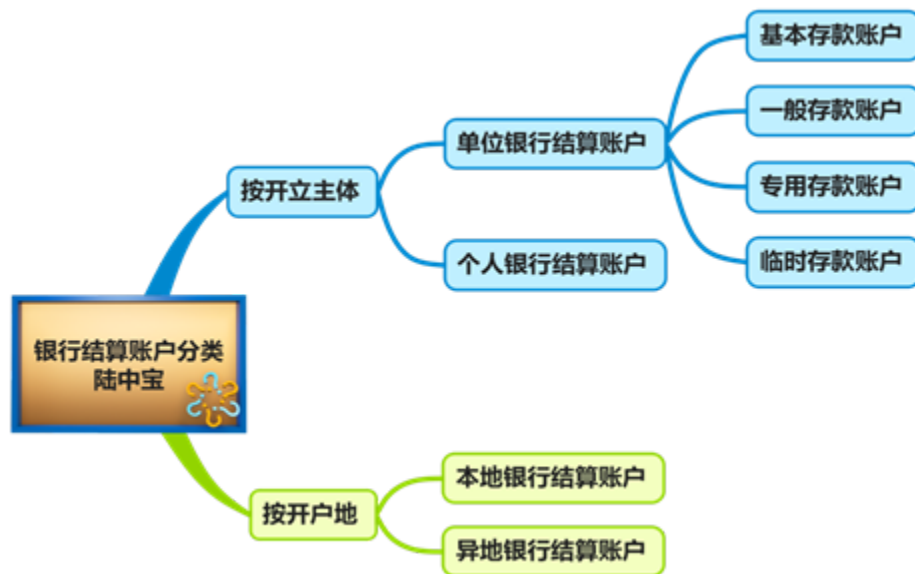 银行结算账户分类
陆中宝
按开立主体
单位银行结算账户
基本存款账户
一般存款账户
专用存款账户
临时存款账户
个人银行结算账户
按开户地
本地银行结算账户
异地银行结算账户